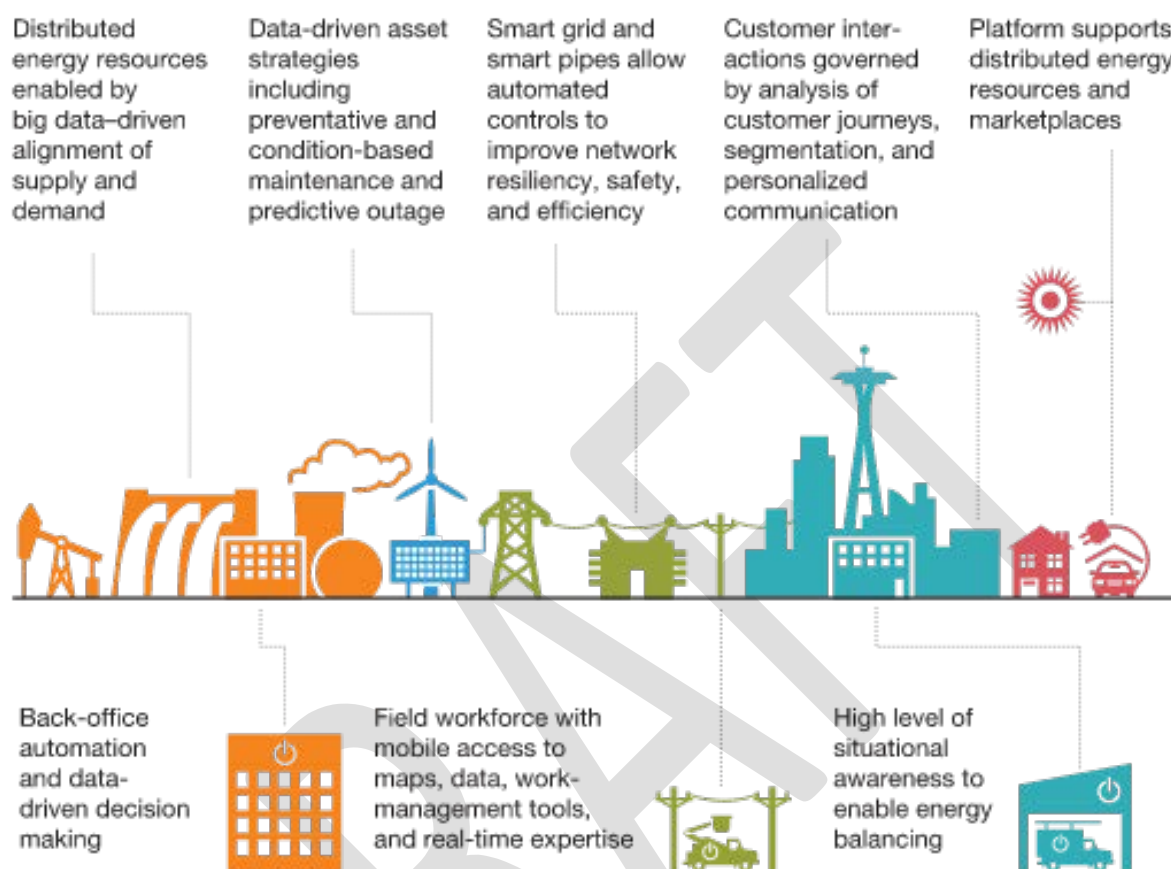 Distributed
energy resources
enabled by
big data–driven
alignment of
supply and
demand
Data-driven asset
strategies
including
preventative and
condition-based
maintenance and
predictive outage
Smart grid and
smart pipes allow
automated
controls to
improve network
resiliency, safety,
and efficiency
Customer inter-
actions governed
by analysis of
customer journeys,
segmentation, and
personalized
communication
Platform supports
distributed energy
resources and
marketplaces
Back-office
automation
and data-
driven decision
making
Field workforce with
mobile access to
maps, data, work-
management tools,
and real-time expertise
High level of
situational
awareness to
enable energy
balancing
DRAFT